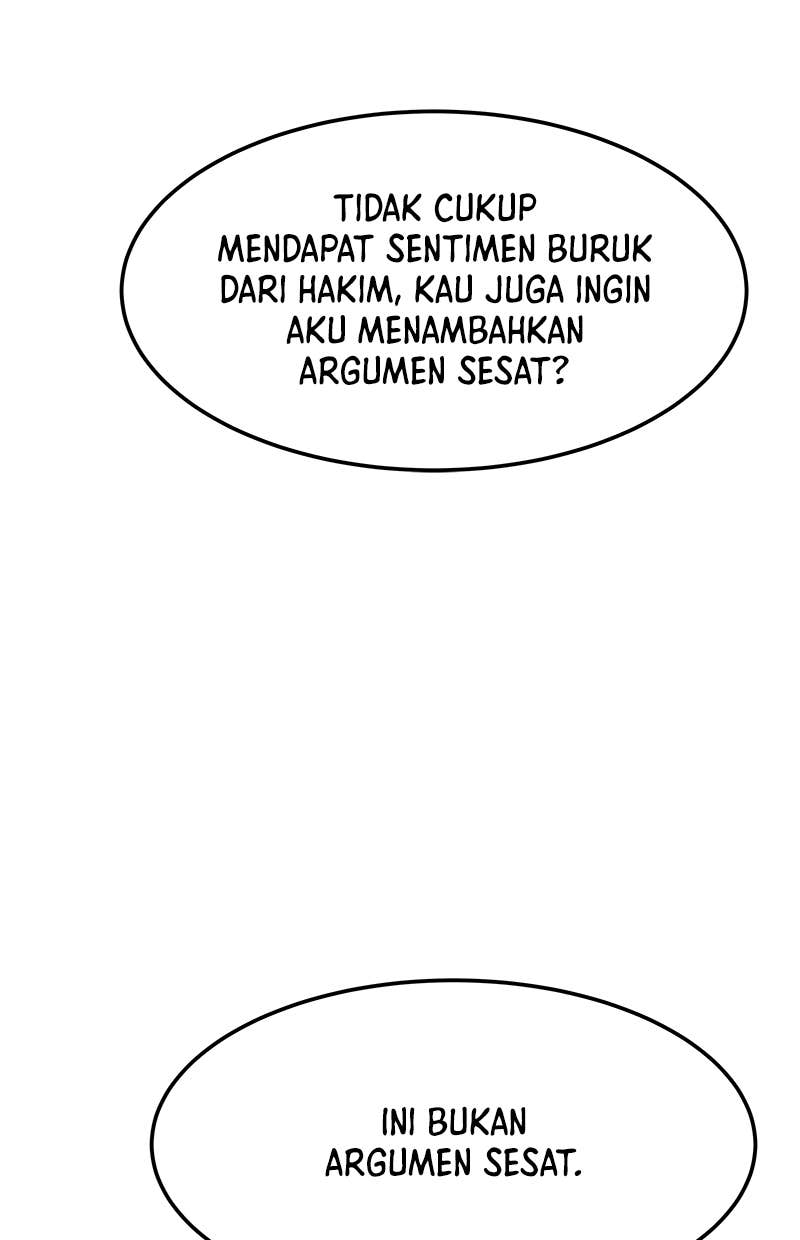 TIDAK CUKUP
MENDAPAT SENTIMEN BURUK
DARI HAKIM, KAU JUGA INGIN
AKU MENAMBAHKAN
ARGUMEN SESAT?
INI BUKAN
ARGUMEN SESAT.